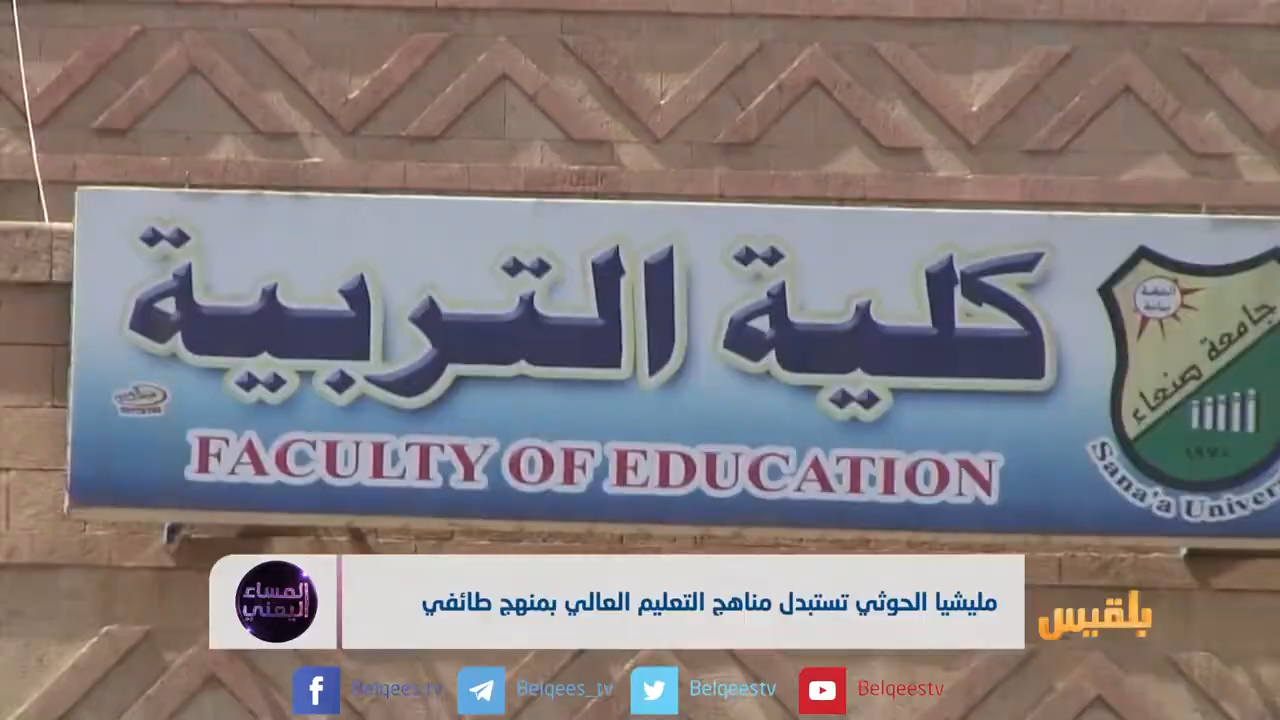 كلية التربية
FACULTY OF EDUCATION
جامعة صنعاء
١٩٧٠
Sana'a Univer
مليشيا الحوثي تستبدل مناهج التعليم العالي بمنهج طائفي
المساء اليمني
بلقيس
Belqees.tv
Belqees_tv
Belqeestv
Belqeestv